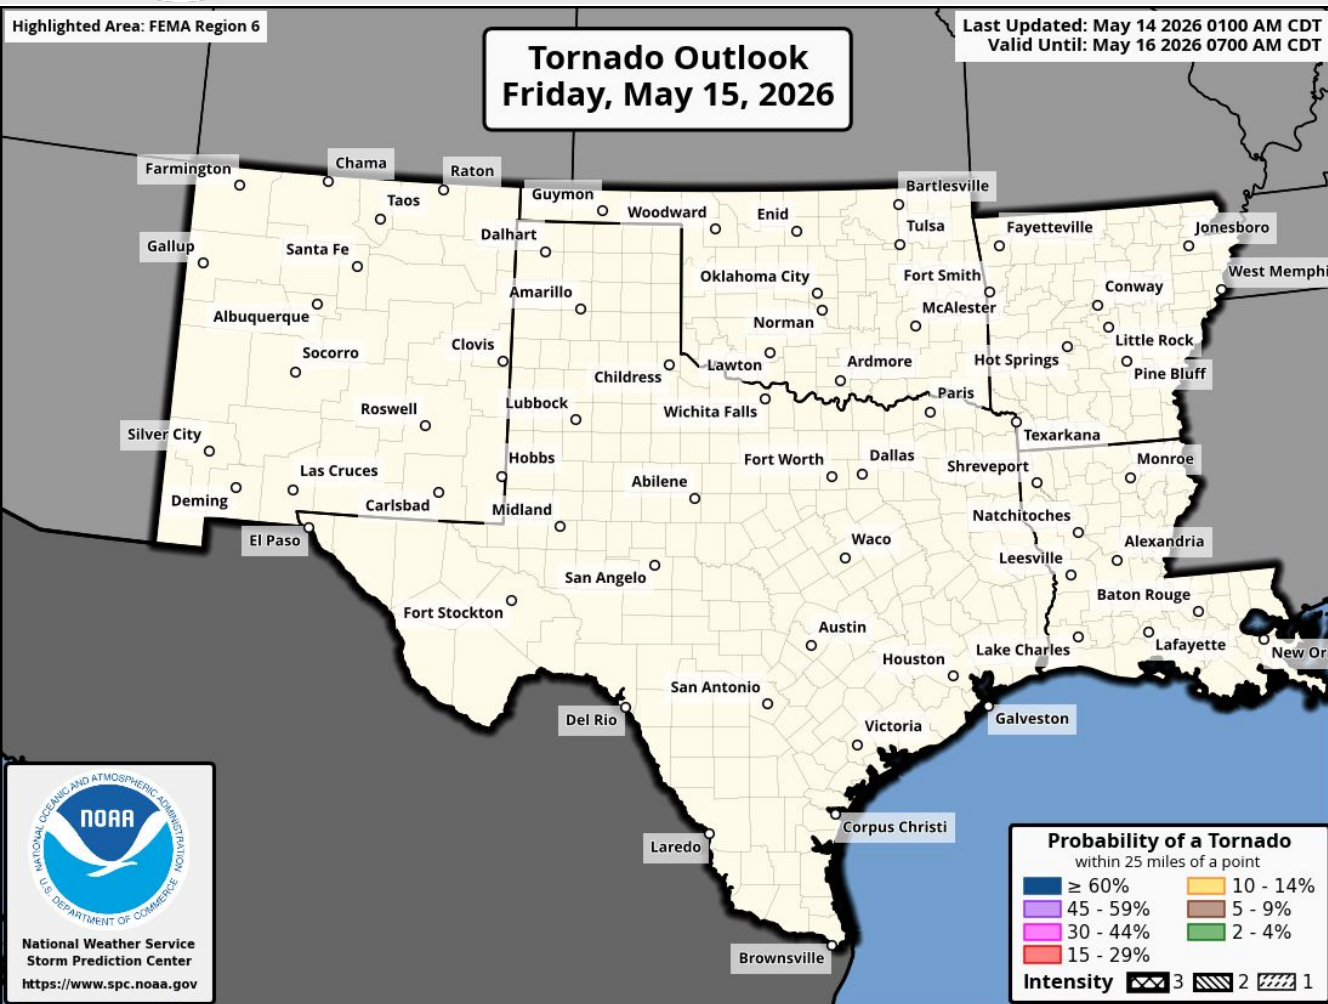 Highlighted Area: FEMA Region 6
Last Updated: May 14 2026 0100 AM CDT
Valid Until: May 16 2026 0700 AM CDT
Tornado Outlook
Friday, May 15, 2026
Farmington
Chama
Raton
Taos
Guymon
Woodward
Enid
Bartlesville
Tulsa
Fayetteville
Jonesboro
Gallup
Santa Fe
Dalhart
Oklahoma City
Fort Smith
West Memphi
Albuquerque
Amarillo
Norman
McAlester
Conway
Little Rock
Socorro
Clovis
Childress
Lawton
Ardmore
Hot Springs
Pine Bluff
Roswell
Lubbock
Wichita Falls
Paris
Texarkana
Silver City
Las Cruces
Hobbs
Abilene
Fort Worth
Dallas
Shreveport
Monroe
Deming
Carlsbad
Midland
Natchitoches
El Paso
San Angelo
Waco
Leesville
Alexandria
Fort Stockton
Austin
Baton Rouge
Houston
Lake Charles
Lafayette
New Or
San Antonio
Del Rio
Victoria
Galveston
Laredo
Corpus Christi
Brownsville
NATIONAL OCEANIC AND ATMOSPHERIC ADMINISTRATION
NOAA
U.S. DEPARTMENT OF COMMERCE
National Weather Service
Storm Prediction Center
https://www.spc.noaa.gov
Probability of a Tornado
within 25 miles of a point
≥ 60% 10 - 14%
45 - 59% 5 - 9%
30 - 44% 2 - 4%
15 - 29%
Intensity 3 2 1